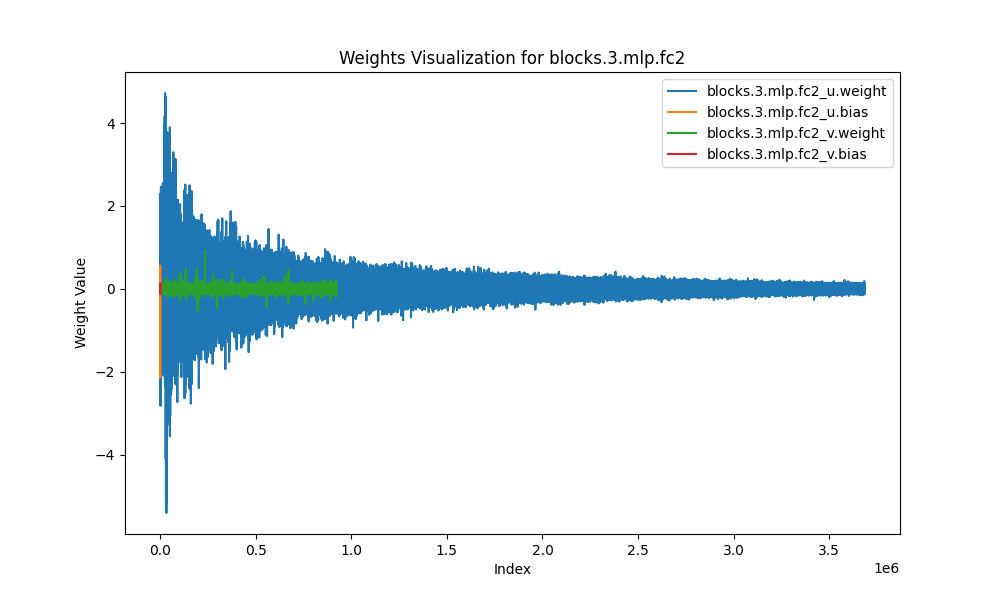 Weights Visualization for blocks.3.mlp.fc2
blocks.3.mlp.fc2_u.weight
blocks.3.mlp.fc2_u.bias
blocks.3.mlp.fc2_v.weight
blocks.3.mlp.fc2_v.bias
Weight Value
4
2
0
−2
−4
0.0 0.5 1.0 1.5 2.0 2.5 3.0 3.5
1e6
Index